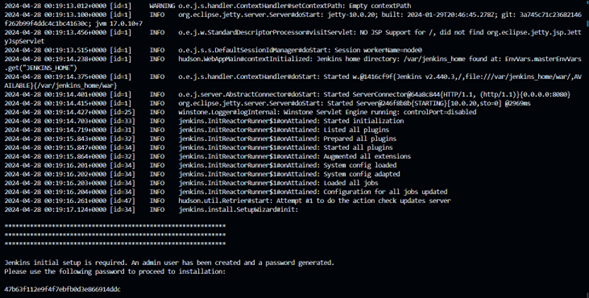 2024-04-28 00:19:13.012+0000 [id=1] WARNING o.e.j.s.handler.ContextHandler#setContextPath: Empty contextPath
2024-04-28 00:19:13.100+0000 [id=1] INFO org.eclipse.jetty.server.Server#doStart: jetty-10.0.20; built: 2024-01-29T20:46:45.278Z; git: 3a745c71c23682146
f262b99f4ddc4c1bc41630c; jvm 17.0.10+7
2024-04-28 00:19:13.456+0000 [id=1] INFO o.e.j.w.StandardDescriptorProcessor#visitServlet: NO JSP Support for /, did not find org.eclipse.jetty.jsp.Jett
yJspServlet
2024-04-28 00:19:13.515+0000 [id=1] INFO o.e.j.s.s.DefaultSessionIdManager#doStart: Session workerName=node0
2024-04-28 00:19:14.238+0000 [id=1] INFO hudson.WebAppMain#contextInitialized: Jenkins home directory: /var/jenkins_home found at: EnvVars.masterEnvVars
.get("JENKINS_HOME")
2024-04-28 00:19:14.375+0000 [id=1] INFO o.e.j.s.handler.ContextHandler#doStart: Started w.@1416cf9f{Jenkins v2.440.3,/,file:///var/jenkins_home/war/,AV
AILABLE}{/var/jenkins_home/war}
2024-04-28 00:19:14.401+0000 [id=1] INFO o.e.j.server.AbstractConnector#doStart: Started ServerConnector@64a8c844{HTTP/1.1, (http/1.1)}{0.0.0.0:8080}
2024-04-28 00:19:14.415+0000 [id=1] INFO org.eclipse.jetty.server.Server#doStart: Started Server@246f8b8b{STARTING}[10.0.20,sto=0] @2969ms
2024-04-28 00:19:14.427+0000 [id=25] INFO winstone.Logger#logInternal: Winstone Servlet Engine running: controlPort=disabled
2024-04-28 00:19:14.703+0000 [id=31] INFO jenkins.InitReactorRunner$1#onAttained: Started initialization
2024-04-28 00:19:14.719+0000 [id=33] INFO jenkins.InitReactorRunner$1#onAttained: Listed all plugins
2024-04-28 00:19:15.843+0000 [id=32] INFO jenkins.InitReactorRunner$1#onAttained: Prepared all plugins
2024-04-28 00:19:15.847+0000 [id=34] INFO jenkins.InitReactorRunner$1#onAttained: Started all plugins
2024-04-28 00:19:15.864+0000 [id=32] INFO jenkins.InitReactorRunner$1#onAttained: Augmented all extensions
2024-04-28 00:19:16.201+0000 [id=34] INFO jenkins.InitReactorRunner$1#onAttained: System config loaded
2024-04-28 00:19:16.202+0000 [id=34] INFO jenkins.InitReactorRunner$1#onAttained: System config adapted
2024-04-28 00:19:16.203+0000 [id=34] INFO jenkins.InitReactorRunner$1#onAttained: Loaded all jobs
2024-04-28 00:19:16.204+0000 [id=34] INFO jenkins.InitReactorRunner$1#onAttained: Configuration for all jobs updated
2024-04-28 00:19:16.261+0000 [id=47] INFO hudson.util.Retrier#start: Attempt #1 to do the action check updates server
2024-04-28 00:19:17.124+0000 [id=34] INFO jenkins.install.SetupWizard#init:
*************************************************************
*************************************************************
*************************************************************
Jenkins initial setup is required. An admin user has been created and a password generated.
Please use the following password to proceed to installation:
47b63f112e9f4f7ebfb0d3e866914ddc